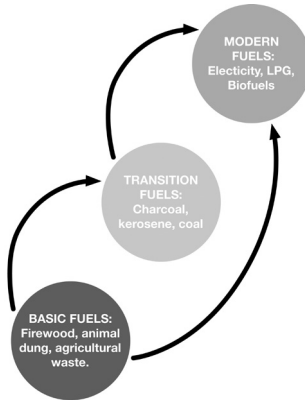 MODERN
FUELS:
Electicity, LPG,
Biofuels
TRANSITION
FUELS:
Charcoal,
kerosene, coal
BASIC FUELS:
Firewood, animal
dung, agricultural
waste.